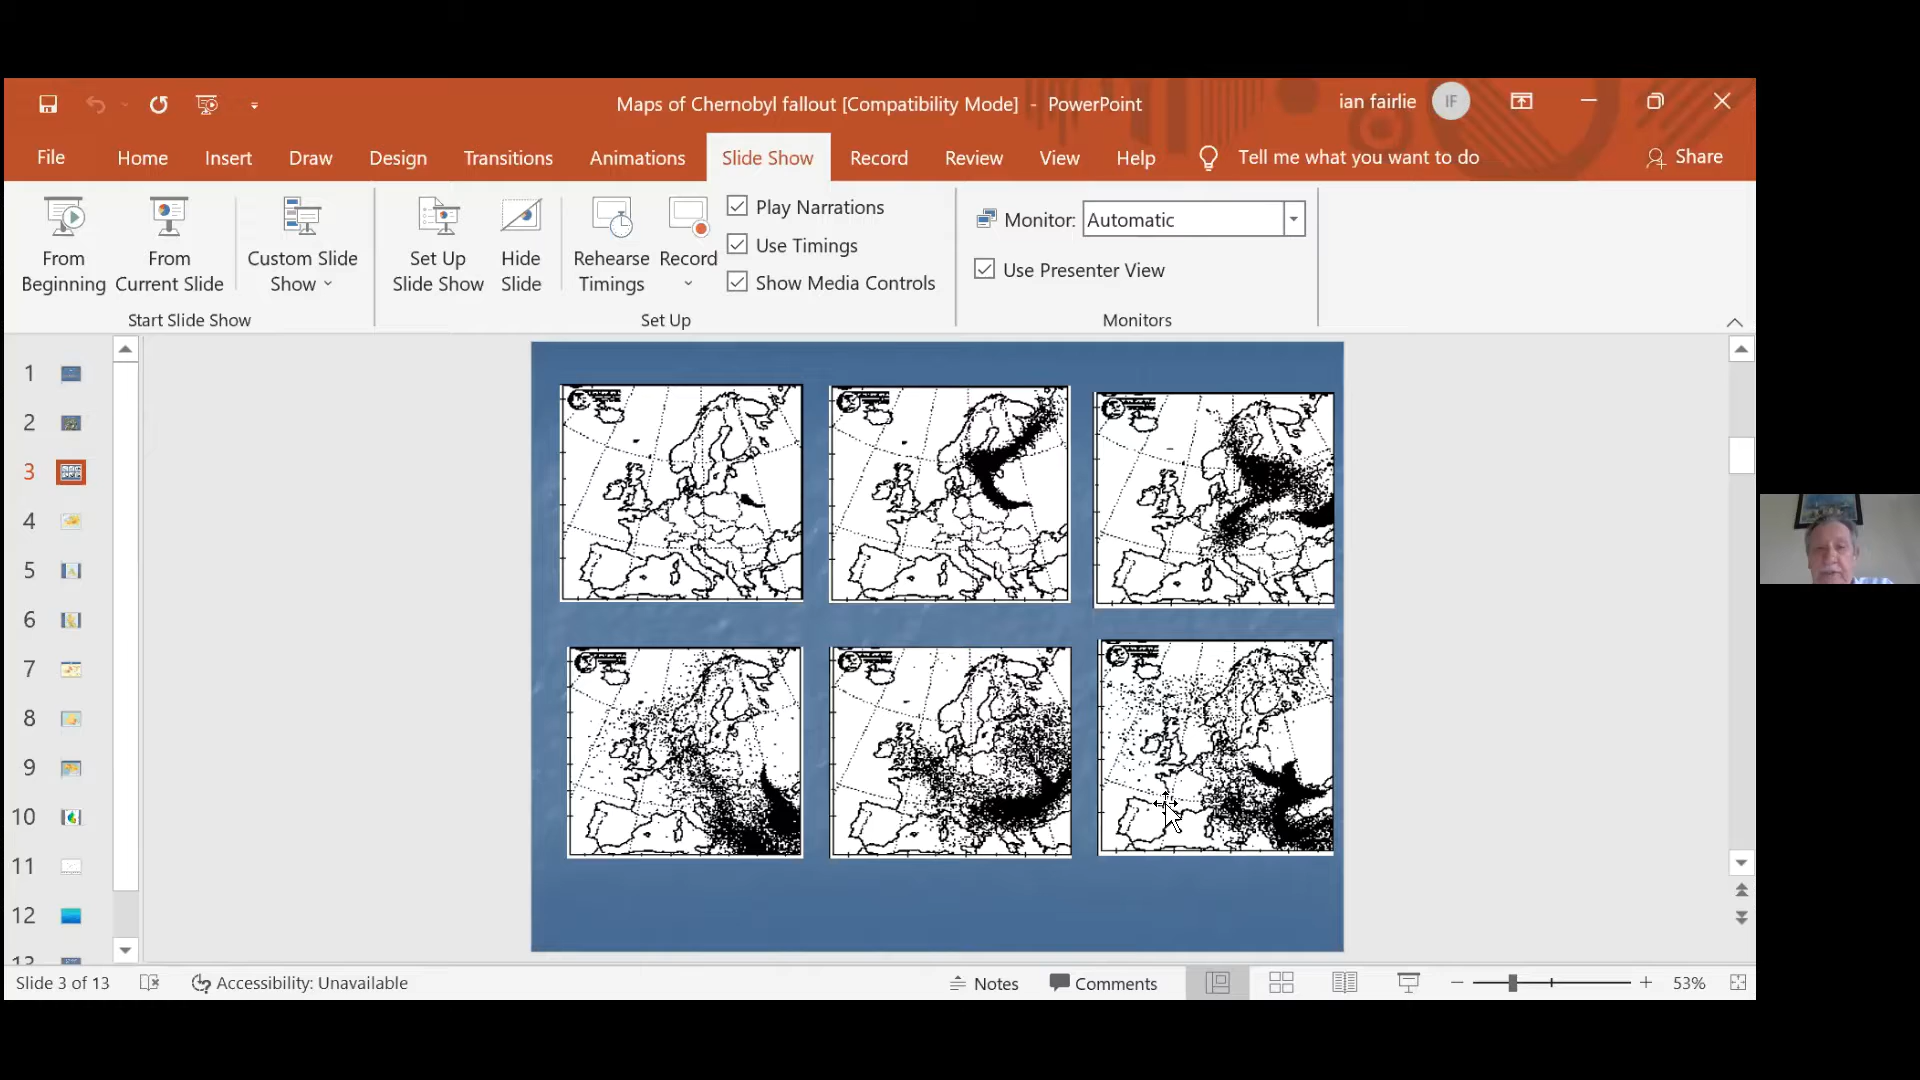 Maps of Chernobyl fallout [Compatibility Mode] - PowerPoint
ian fairlie
IF
File
Home
Insert
Draw
Design
Transitions
Animations
Slide Show
Record
Review
View
Help
Tell me what you want to do
Share
From Beginning
From Current Slide
Custom Slide Show
Set Up Slide Show
Hide Slide
Rehearse Timings
Record
Play Narrations
Use Timings
Show Media Controls
Monitor: Automatic
Use Presenter View
Start Slide Show
Set Up
Monitors
1
2
3
4
5
6
7
8
9
10
11
12
13
Slide 3 of 13
Accessibility: Unavailable
Notes
Comments
53%